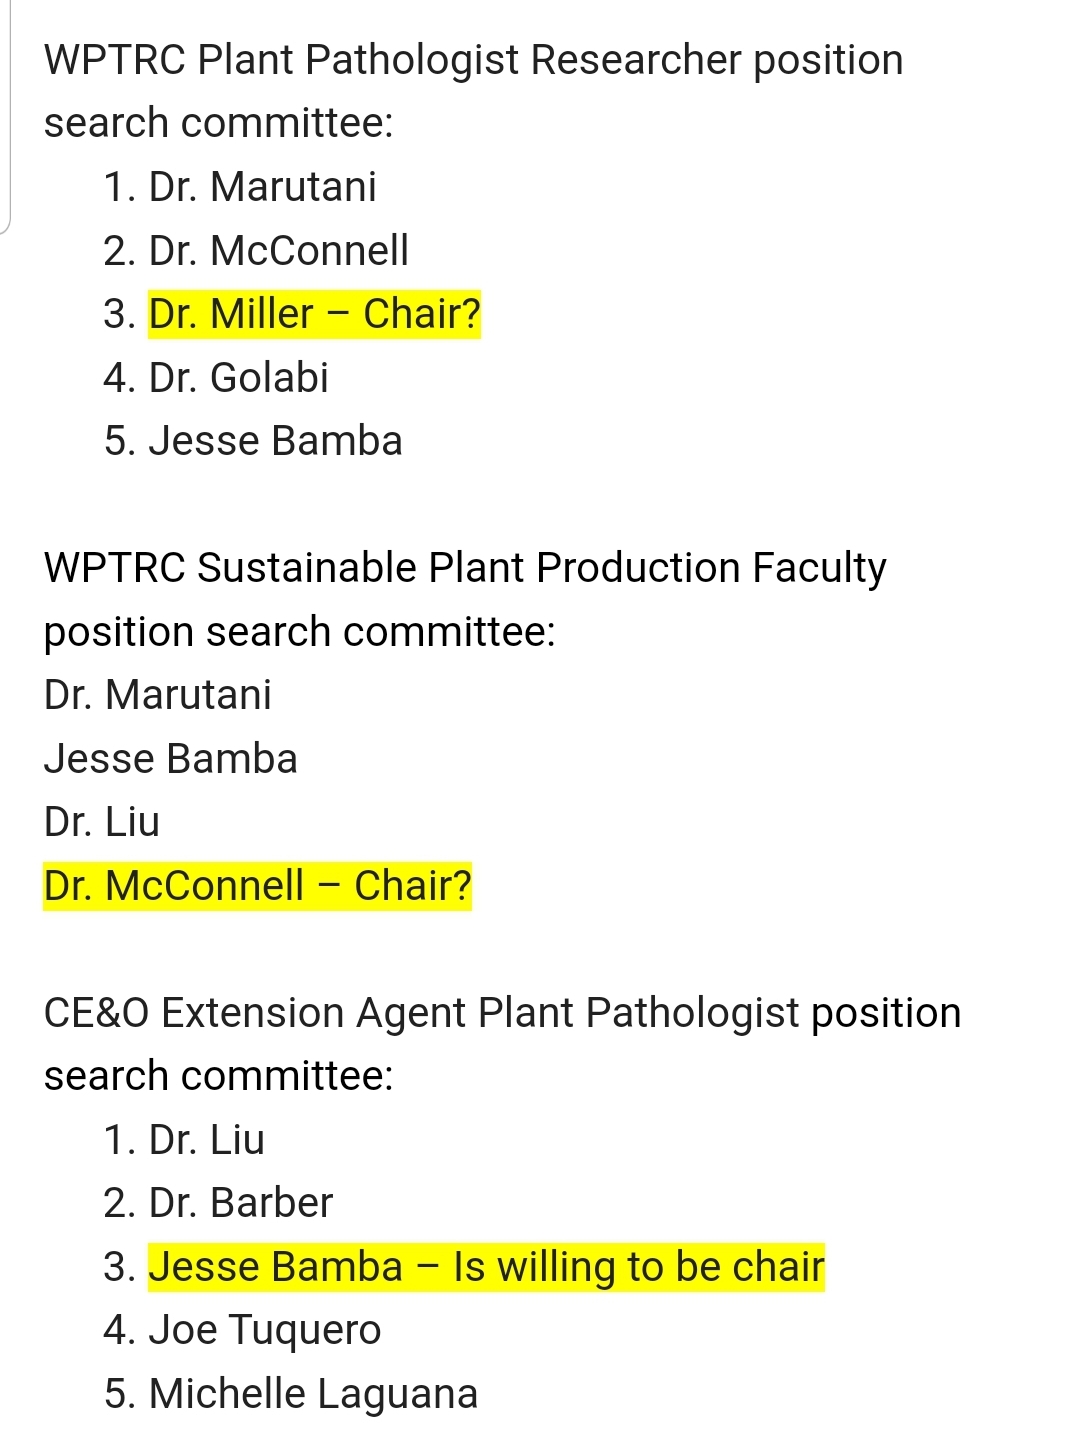 WPTRC Plant Pathologist Researcher position
search committee:
1. Dr. Marutani
2. Dr. McConnell
3. Dr. Miller – Chair?
4. Dr. Golabi
5. Jesse Bamba
WPTRC Sustainable Plant Production Faculty
position search committee:
Dr. Marutani
Jesse Bamba
Dr. Liu
Dr. McConnell – Chair?
CE&O Extension Agent Plant Pathologist position
search committee:
1. Dr. Liu
2. Dr. Barber
3. Jesse Bamba – Is willing to be chair
4. Joe Tuquero
5. Michelle Laguana